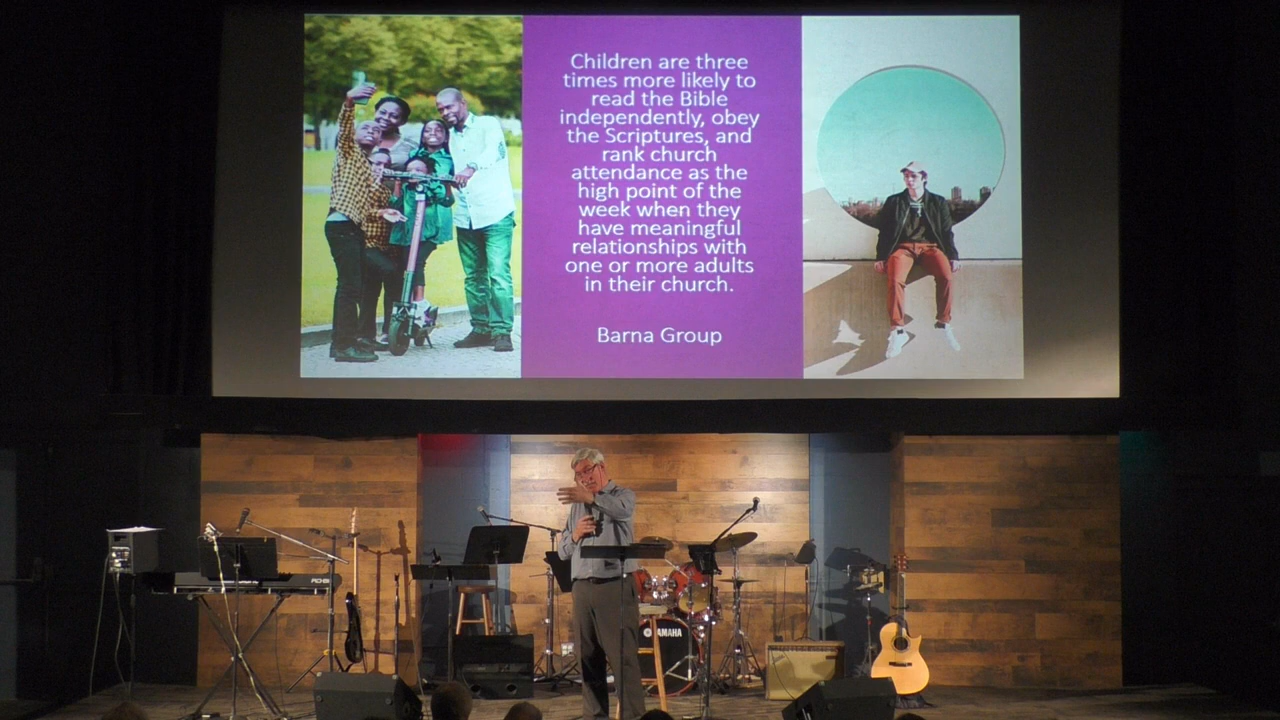 Children are three
times more likely to
read the Bible
independently, obey
the Scriptures, and
rank church
attendance as the
high point of the
week when they
have meaningful
relationships with
one or more adults
in their church.
Barna Group
YAMAHA